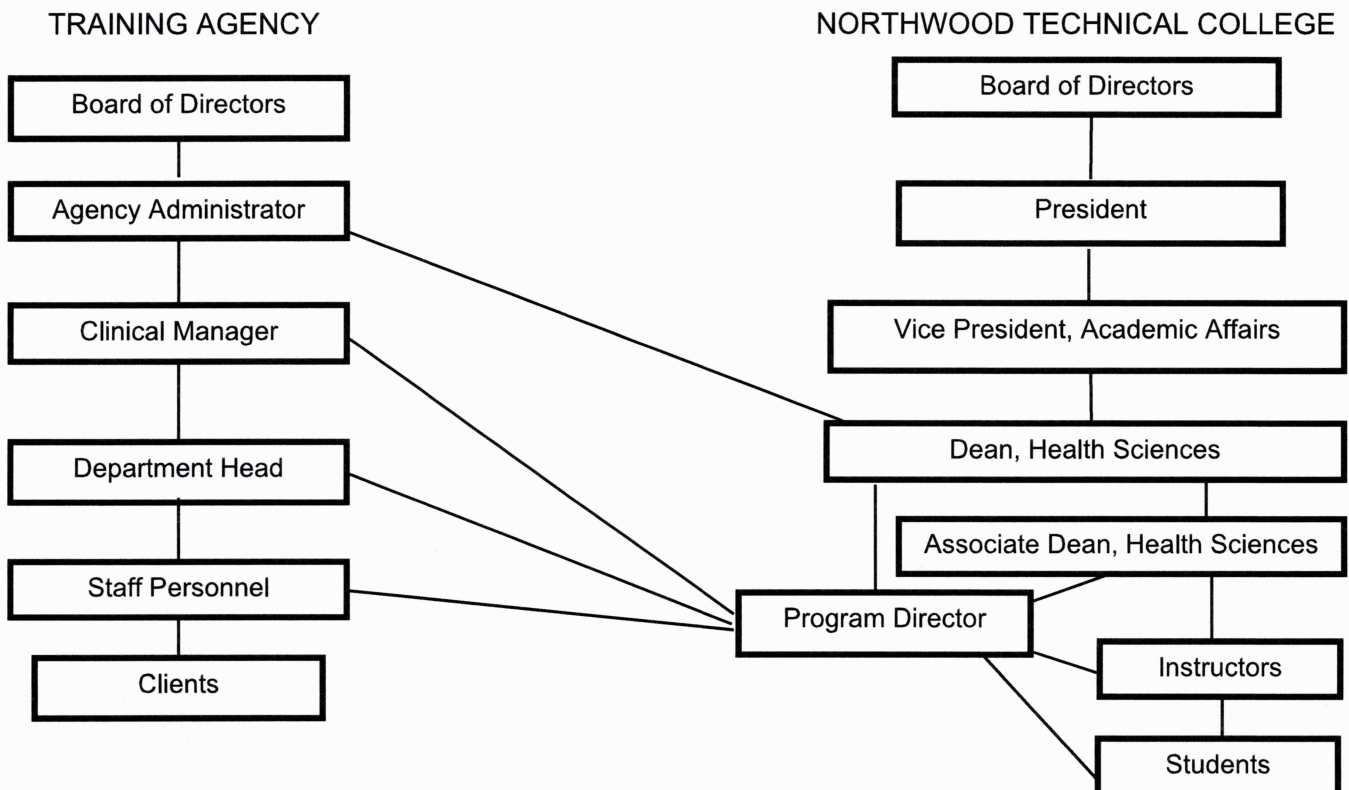 TRAINING AGENCY
Board of Directors
Agency Administrator
Clinical Manager
Department Head
Staff Personnel
Clients
NORTHWOOD TECHNICAL COLLEGE
Board of Directors
President
Vice President, Academic Affairs
Dean, Health Sciences
Associate Dean, Health Sciences
Program Director
Instructors
Students